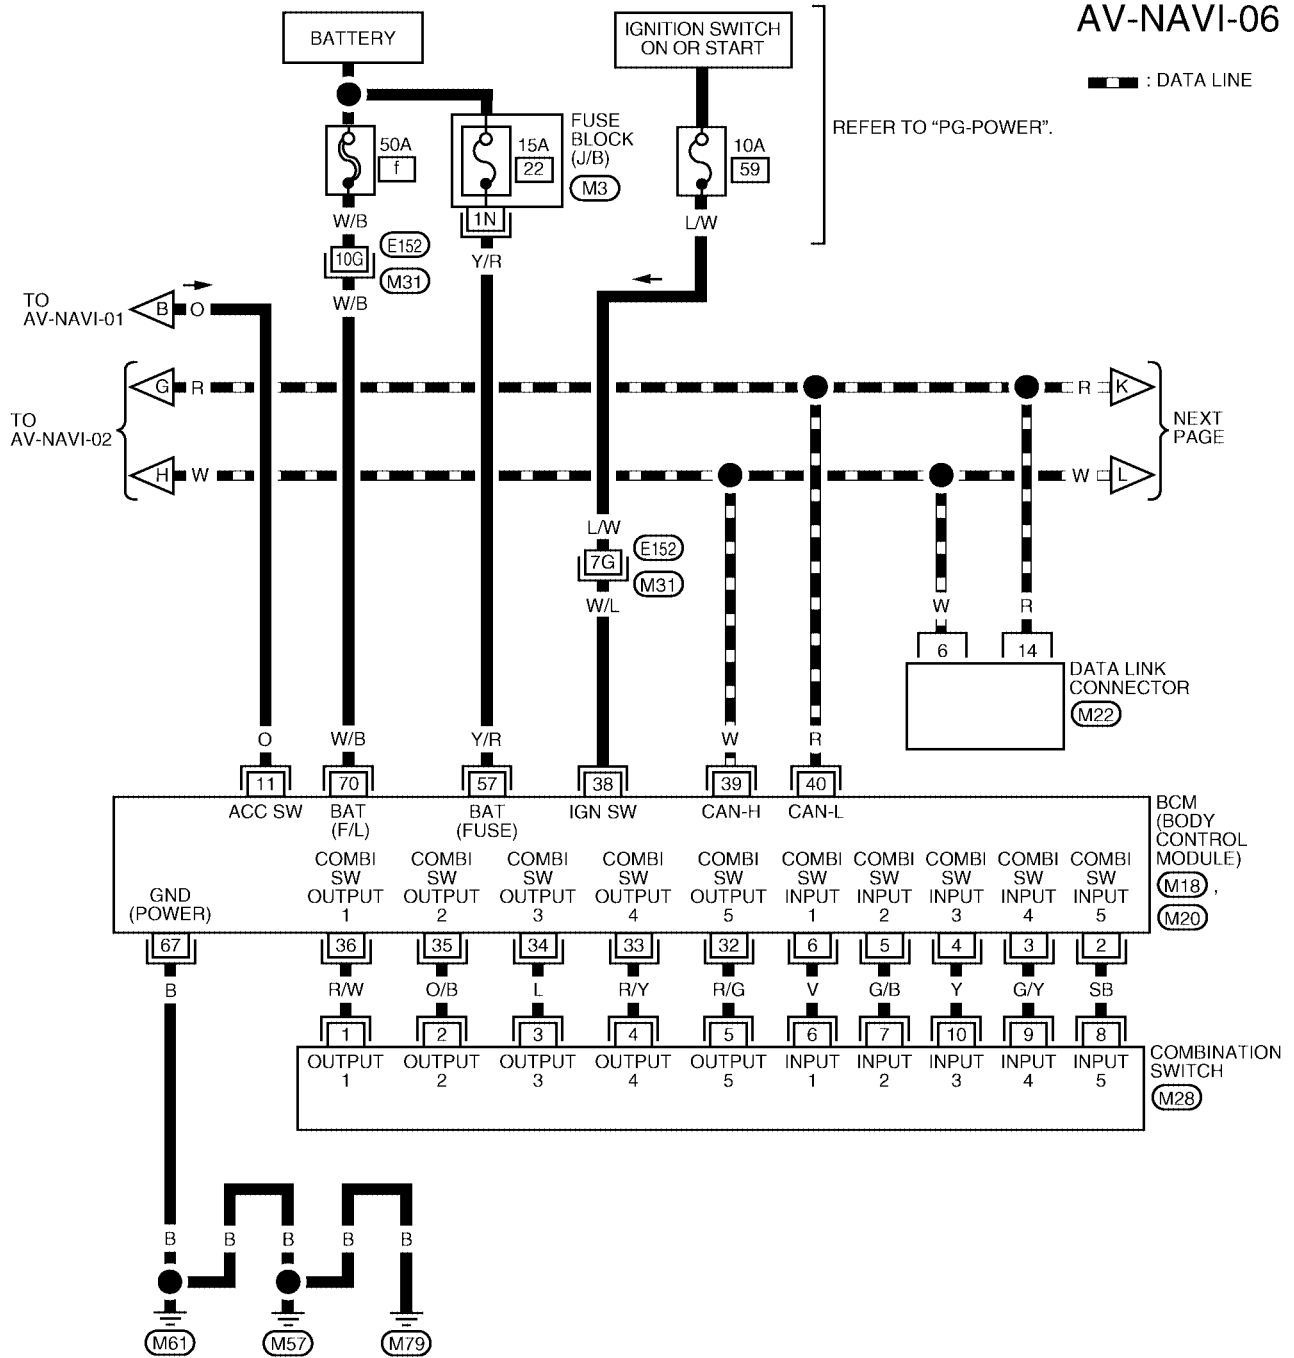 AV-NAVI-06
: DATA LINE
BATTERY
IGNITION SWITCH
ON OR START
REFER TO “PG-POWER”.
50A
f
15A
22
FUSE
BLOCK
(J/B)
M3
10A
59
W/B
1N
L/W
10G
E152
M31
Y/R
W/B
TO
AV-NAVI-01
B
O
TO
AV-NAVI-02
G
R
H
W
R
K
W
L
NEXT
PAGE
L/W
7G
E152
M31
W/L
W
R
6
14
DATA LINK
CONNECTOR
M22
O
W/B
Y/R
W
R
11
70
57
38
39
40
ACC SW
BAT
(F/L)
BAT
(FUSE)
IGN SW
CAN-H
CAN-L
BCM
(BODY
CONTROL
MODULE)
M18 ,
M20
GND
(POWER)
COMBI
SW
OUTPUT
1
COMBI
SW
OUTPUT
2
COMBI
SW
OUTPUT
3
COMBI
SW
OUTPUT
4
COMBI
SW
OUTPUT
5
COMBI
SW
INPUT
1
COMBI
SW
INPUT
2
COMBI
SW
INPUT
3
COMBI
SW
INPUT
4
COMBI
SW
INPUT
5
67
36
35
34
33
32
6
5
4
3
2
B
R/W
O/B
L
R/Y
R/G
V
G/B
Y
G/Y
SB
1
2
3
4
5
6
7
10
9
8
OUTPUT
1
OUTPUT
2
OUTPUT
3
OUTPUT
4
OUTPUT
5
INPUT
1
INPUT
2
INPUT
3
INPUT
4
INPUT
5
COMBINATION
SWITCH
M28
B
B
B
B
B
M61
M57
M79